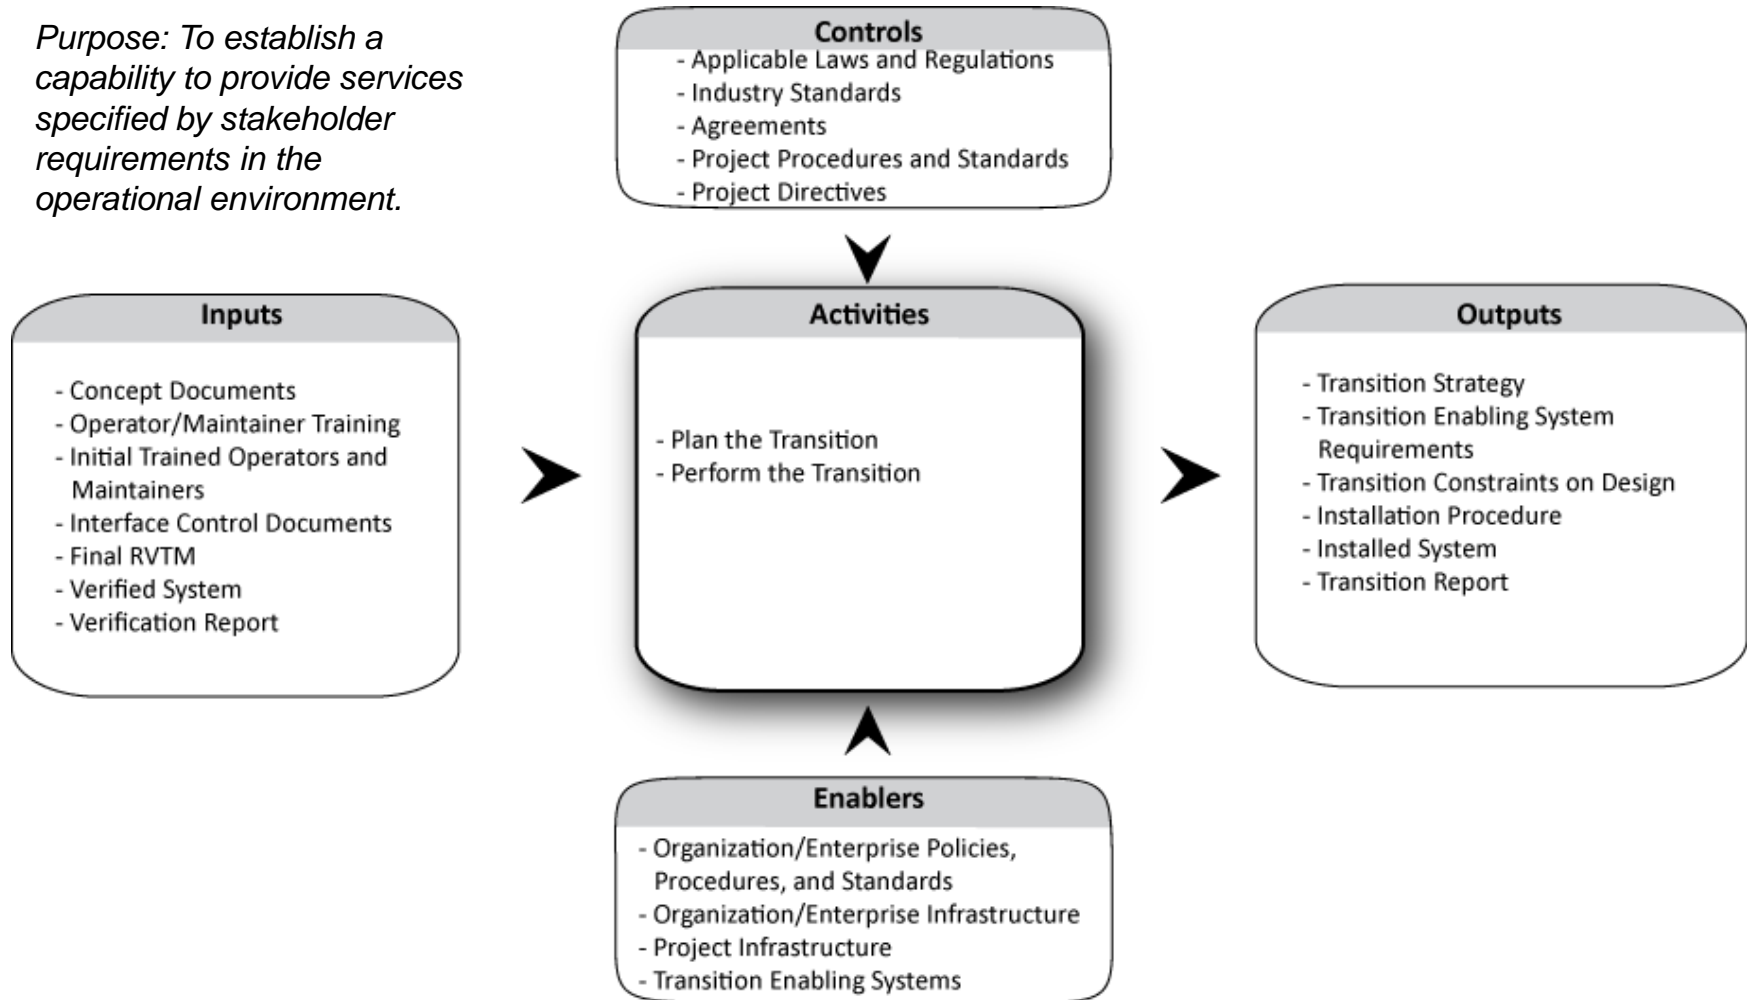 Purpose: To establish a
capability to provide services
specified by stakeholder
requirements in the
operational environment.
Controls
- Applicable Laws and Regulations
- Industry Standards
- Agreements
- Project Procedures and Standards
- Project Directives
Inputs
- Concept Documents
- Operator/Maintainer Training
- Initial Trained Operators and
Maintainers
- Interface Control Documents
- Final RVTM
- Verified System
- Verification Report
Activities
- Plan the Transition
- Perform the Transition
Outputs
- Transition Strategy
- Transition Enabling System
Requirements
- Transition Constraints on Design
- Installation Procedure
- Installed System
- Transition Report
Enablers
- Organization/Enterprise Policies,
Procedures, and Standards
- Organization/Enterprise Infrastructure
- Project Infrastructure
- Transition Enabling Systems